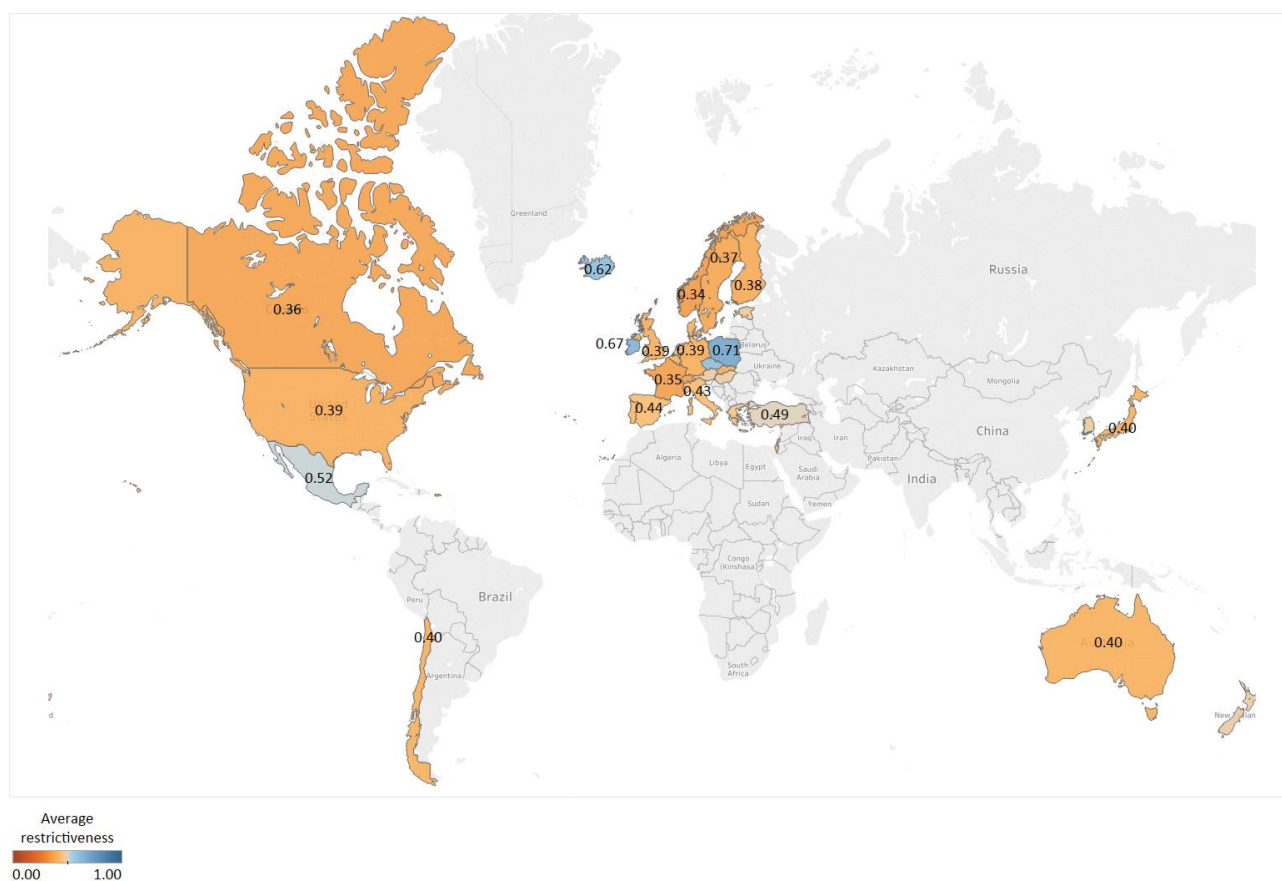 Greenland
Russia
0.62
0.37
0.38
0.34
0.36
0.67
0.39
0.39
0.71
Belarus
Ukraine
Kazakhstan
Mongolia
0.35
0.43
0.44
0.49
0.39
United
States
China
0.40
Iraq
Iran
Pakistan
Algeria
Libya
Egypt
Saudi
Arabia
India
0.52
Sudan
Yemen
Congo
(Kinshasa)
Brazil
Peru
0.40
0.40
South
Africa
Argentina
Average
restrictiveness
0.00
1.00